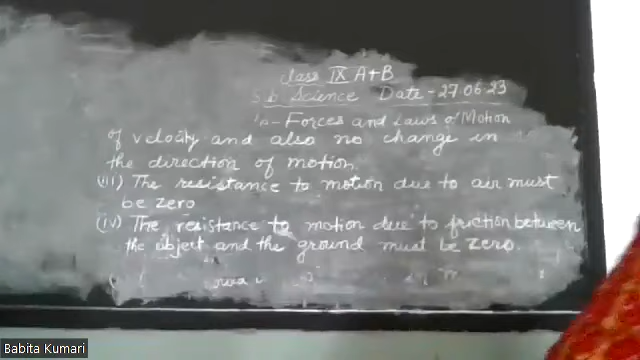 Class IX A+B
Sub Science Date - 27.06.23
Forces and Laws of Motion
of velocity and also no change in
the direction of motion.
(iii) The resistance to motion due to air must
be zero
(iv) The resistance to motion due to friction between
the object and the ground must be zero.
Babita Kumari